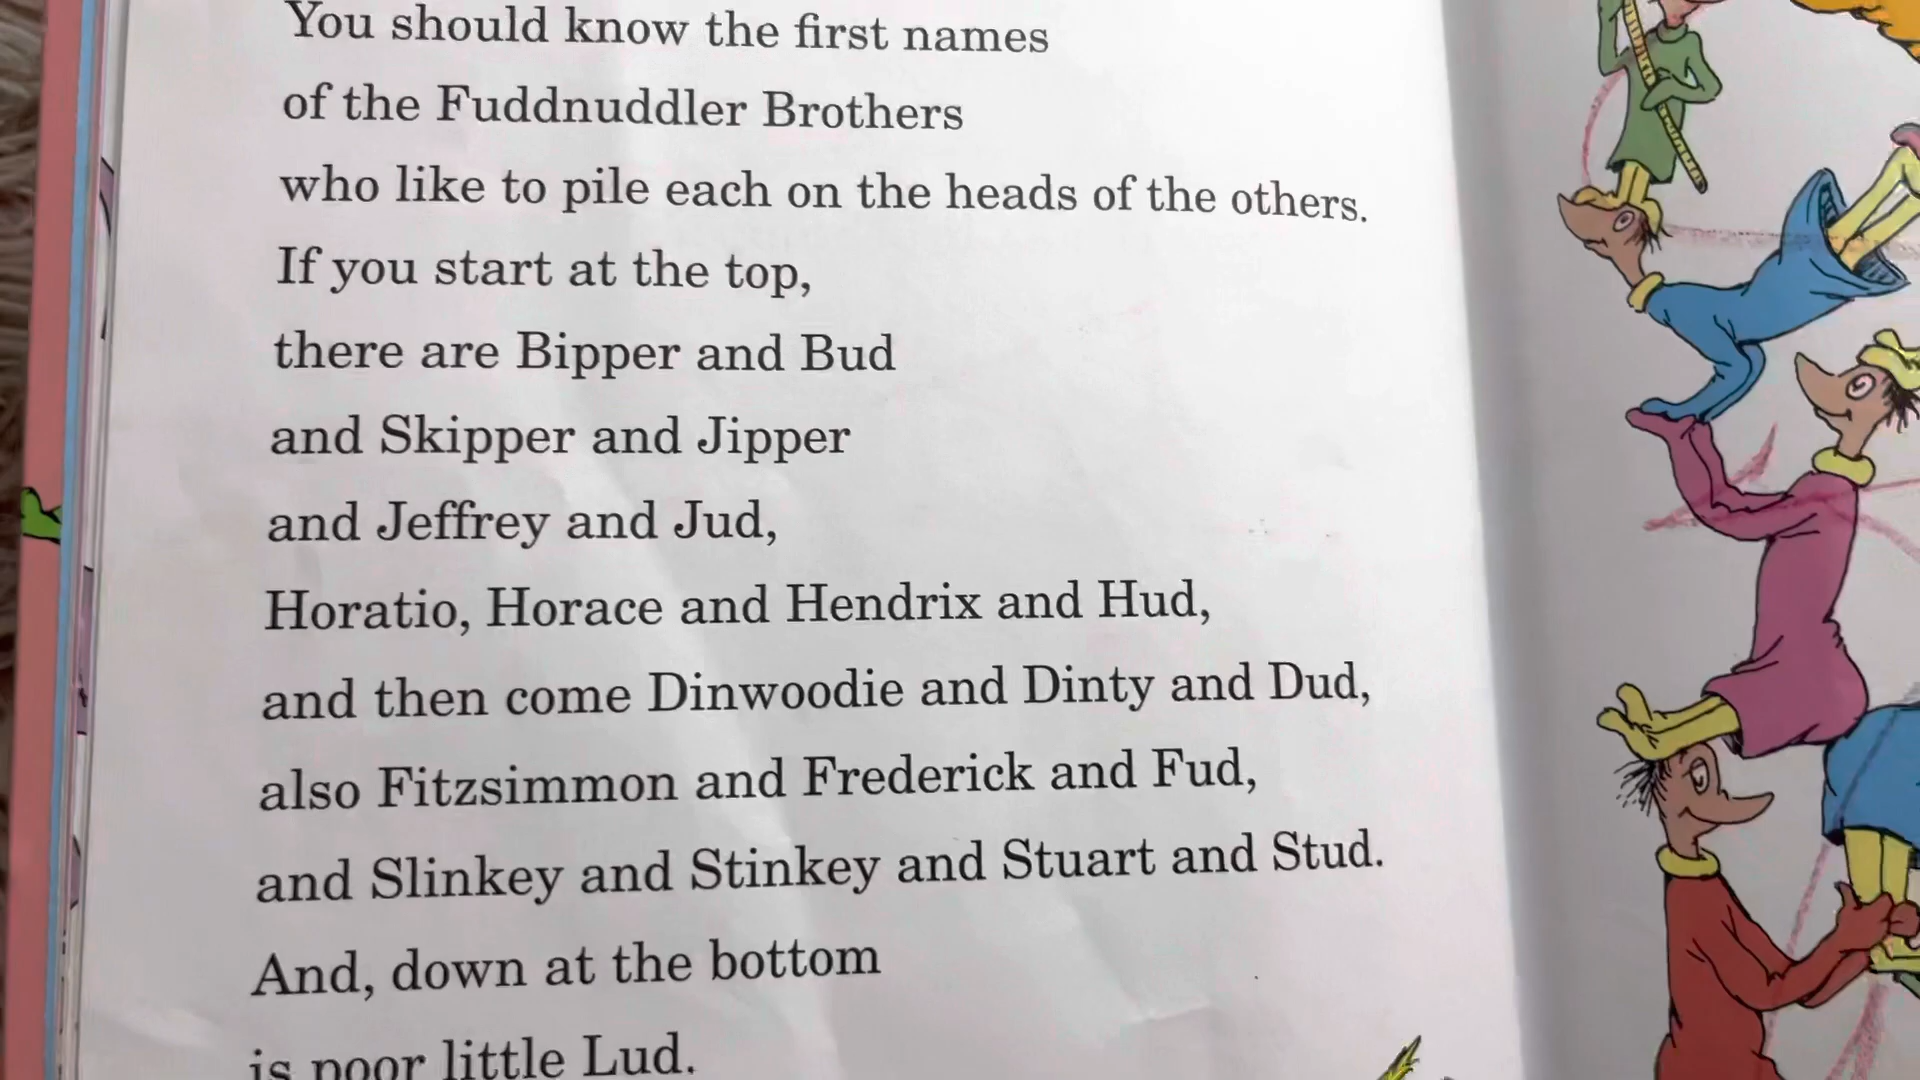 You should know the first names
of the Fuddnuddler Brothers
who like to pile each on the heads of the others.
If you start at the top,
there are Bipper and Bud
and Skipper and Jipper
and Jeffrey and Jud,
Horatio, Horace and Hendrix and Hud,
and then come Dinwoodie and Dinty and Dud,
also Fitzsimmon and Frederick and Fud,
and Slinkey and Stinkey and Stuart and Stud.
And, down at the bottom
is poor little Lud.